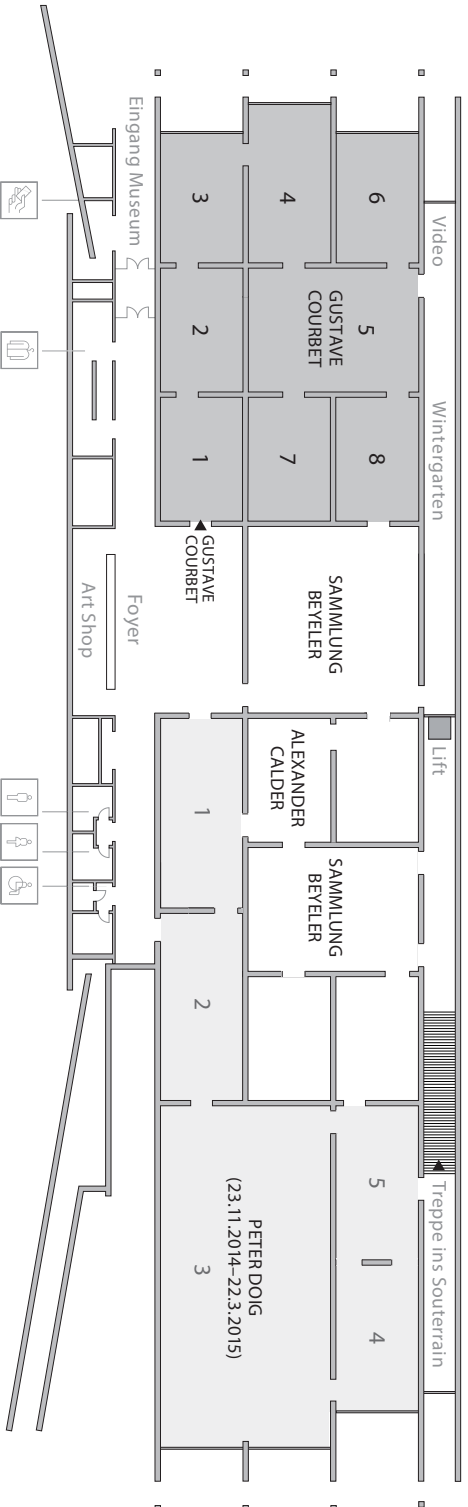 Video
Wintergarten
Lift
Treppe ins Souterrain
6
8
5
GUSTAVE
COURBET
4
7
3
2
1
GUSTAVE
COURBET
SAMMLUNG
BEYELER
ALEXANDER
CALDER
SAMMLUNG
BEYELER
1
2
5
4
PETER DOIG
(23.11.2014–22.3.2015)
3
Eingang Museum
Foyer
Art Shop